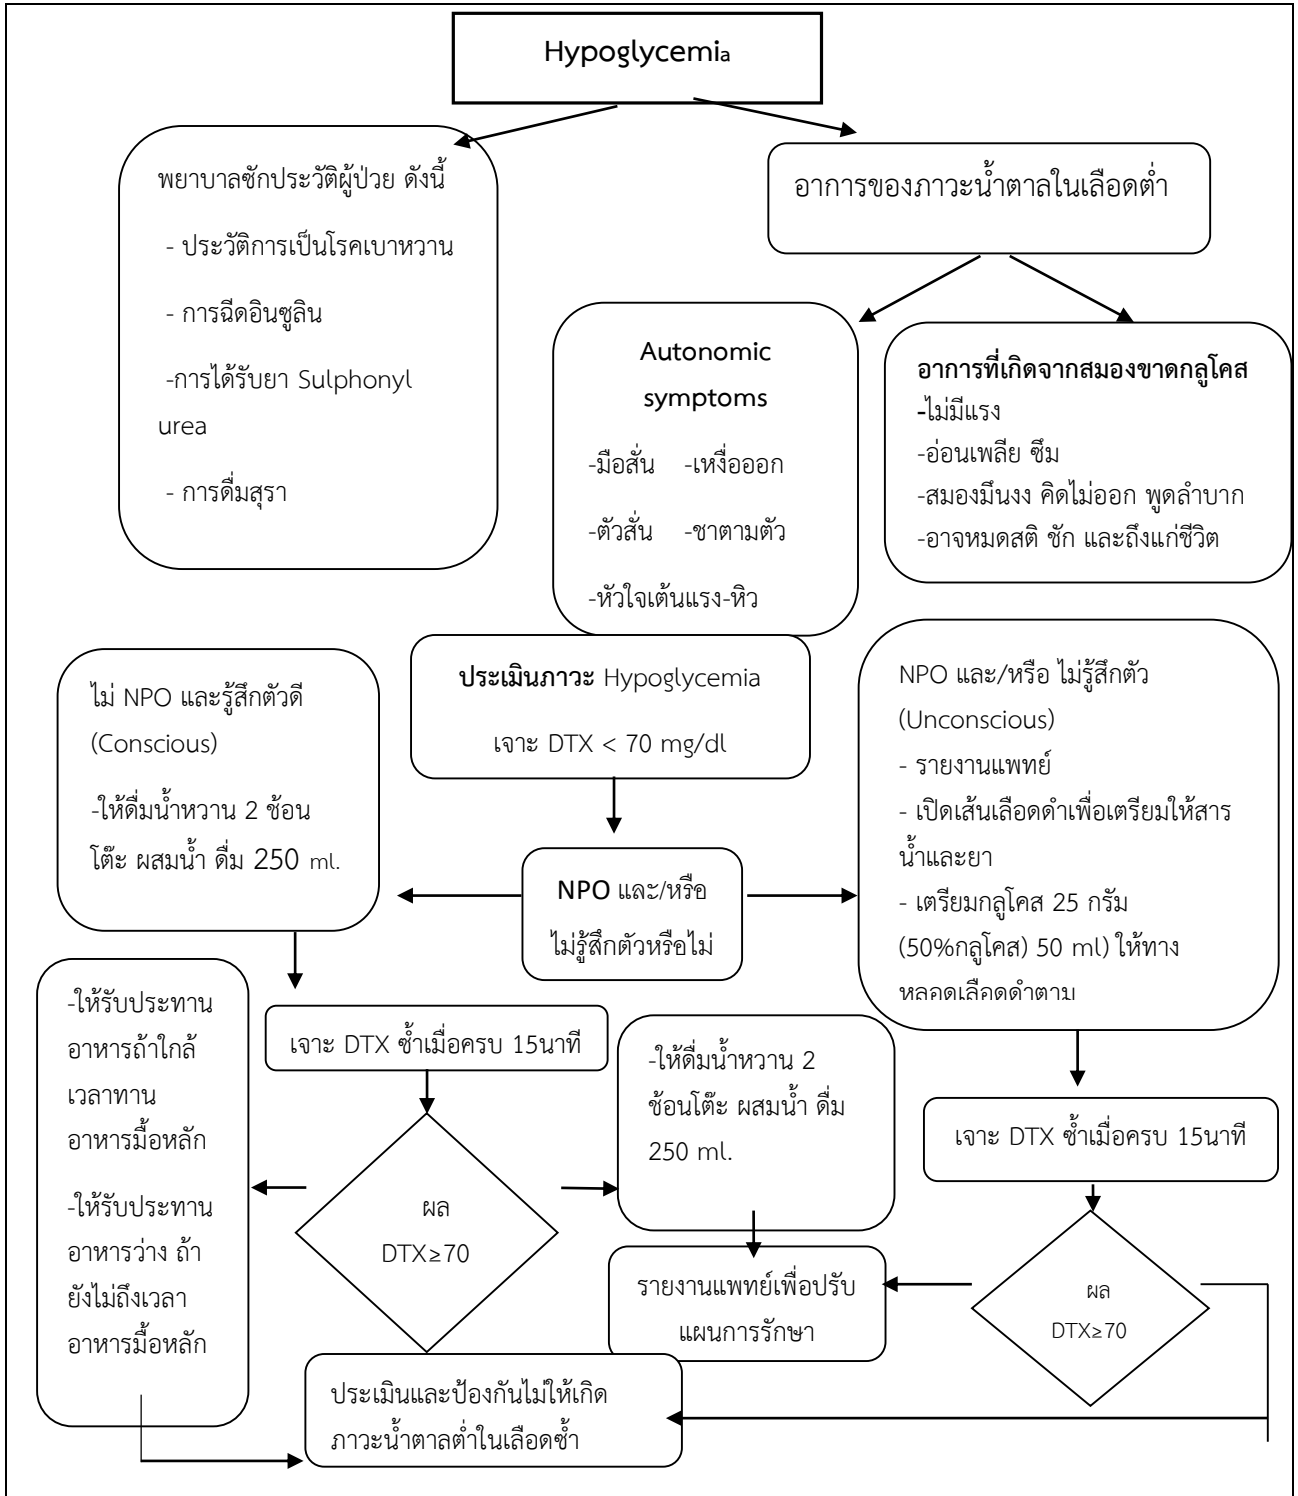 Hypoglycemia
พยาบาลซักประวัติผู้ป่วย ดังนี้
- ประวัติการเป็นโรคเบาหวาน
- การฉีดอินซูลิน
-การได้รับยา Sulphonyl
urea
- การดื่มสุรา
อาการของภาวะน้ำตาลในเลือดต่ำ
Autonomic
symptoms
-มือสั่น -เหงื่อออก
-ตัวสั่น -ชาตามตัว
-หัวใจเต้นแรง-หิว
อาการที่เกิดจากสมองขาดกลูโคส
-ไม่มีแรง
-อ่อนเพลีย ซึม
-สมองมึนงง คิดไม่ออก พูดลำบาก
-อาจหมดสติ ชัก และถึงแก่ชีวิต
ประเมินภาวะ Hypoglycemia
เจาะ DTX < 70 mg/dl
ไม่ NPO และรู้สึกตัวดี
(Conscious)
-ให้ดื่มน้ำหวาน 2 ช้อน
โต๊ะ ผสมน้ำ ดื่ม 250 ml.
NPO และ/หรือ
ไม่รู้สึกตัวหรือไม่
NPO และ/หรือ ไม่รู้สึกตัว
(Unconscious)
- รายงานแพทย์
- เปิดเส้นเลือดดำเพื่อเตรียมให้สาร
น้ำและยา
- เตรียมกลูโคส 25 กรัม
(50%กลูโคส) 50 ml) ให้ทาง
หลอดเลือดดำตาม
-ให้รับประทาน
อาหารถ้าใกล้
เวลาทาน
อาหารมื้อหลัก
-ให้รับประทาน
อาหารว่าง ถ้า
ยังไม่ถึงเวลา
อาหารมื้อหลัก
เจาะ DTX ซ้ำเมื่อครบ 15นาที
ผล
DTX≥70
-ให้ดื่มน้ำหวาน 2
ช้อนโต๊ะ ผสมน้ำ ดื่ม
250 ml.
รายงานแพทย์เพื่อปรับ
แผนการรักษา
เจาะ DTX ซ้ำเมื่อครบ 15นาที
ผล
DTX≥70
ประเมินและป้องกันไม่ให้เกิด
ภาวะน้ำตาลต่ำในเลือดซ้ำ